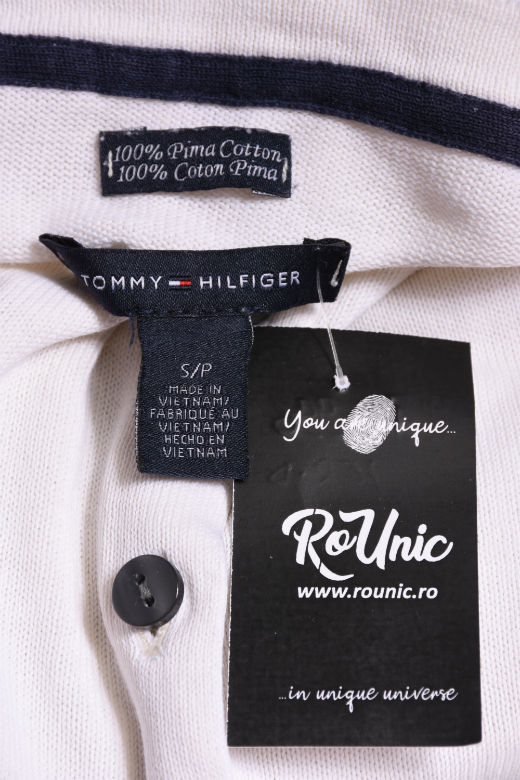 100% Pima Cotton
100% Coton Pima
TOMMY HILFIGER
S/P
MADE IN
VIETNAM/
FABRIQUÉ AU
VIETNAM/
HECHO EN
VIETNAM
You are unique...
RoUnic
www.rounic.ro
...in unique universe